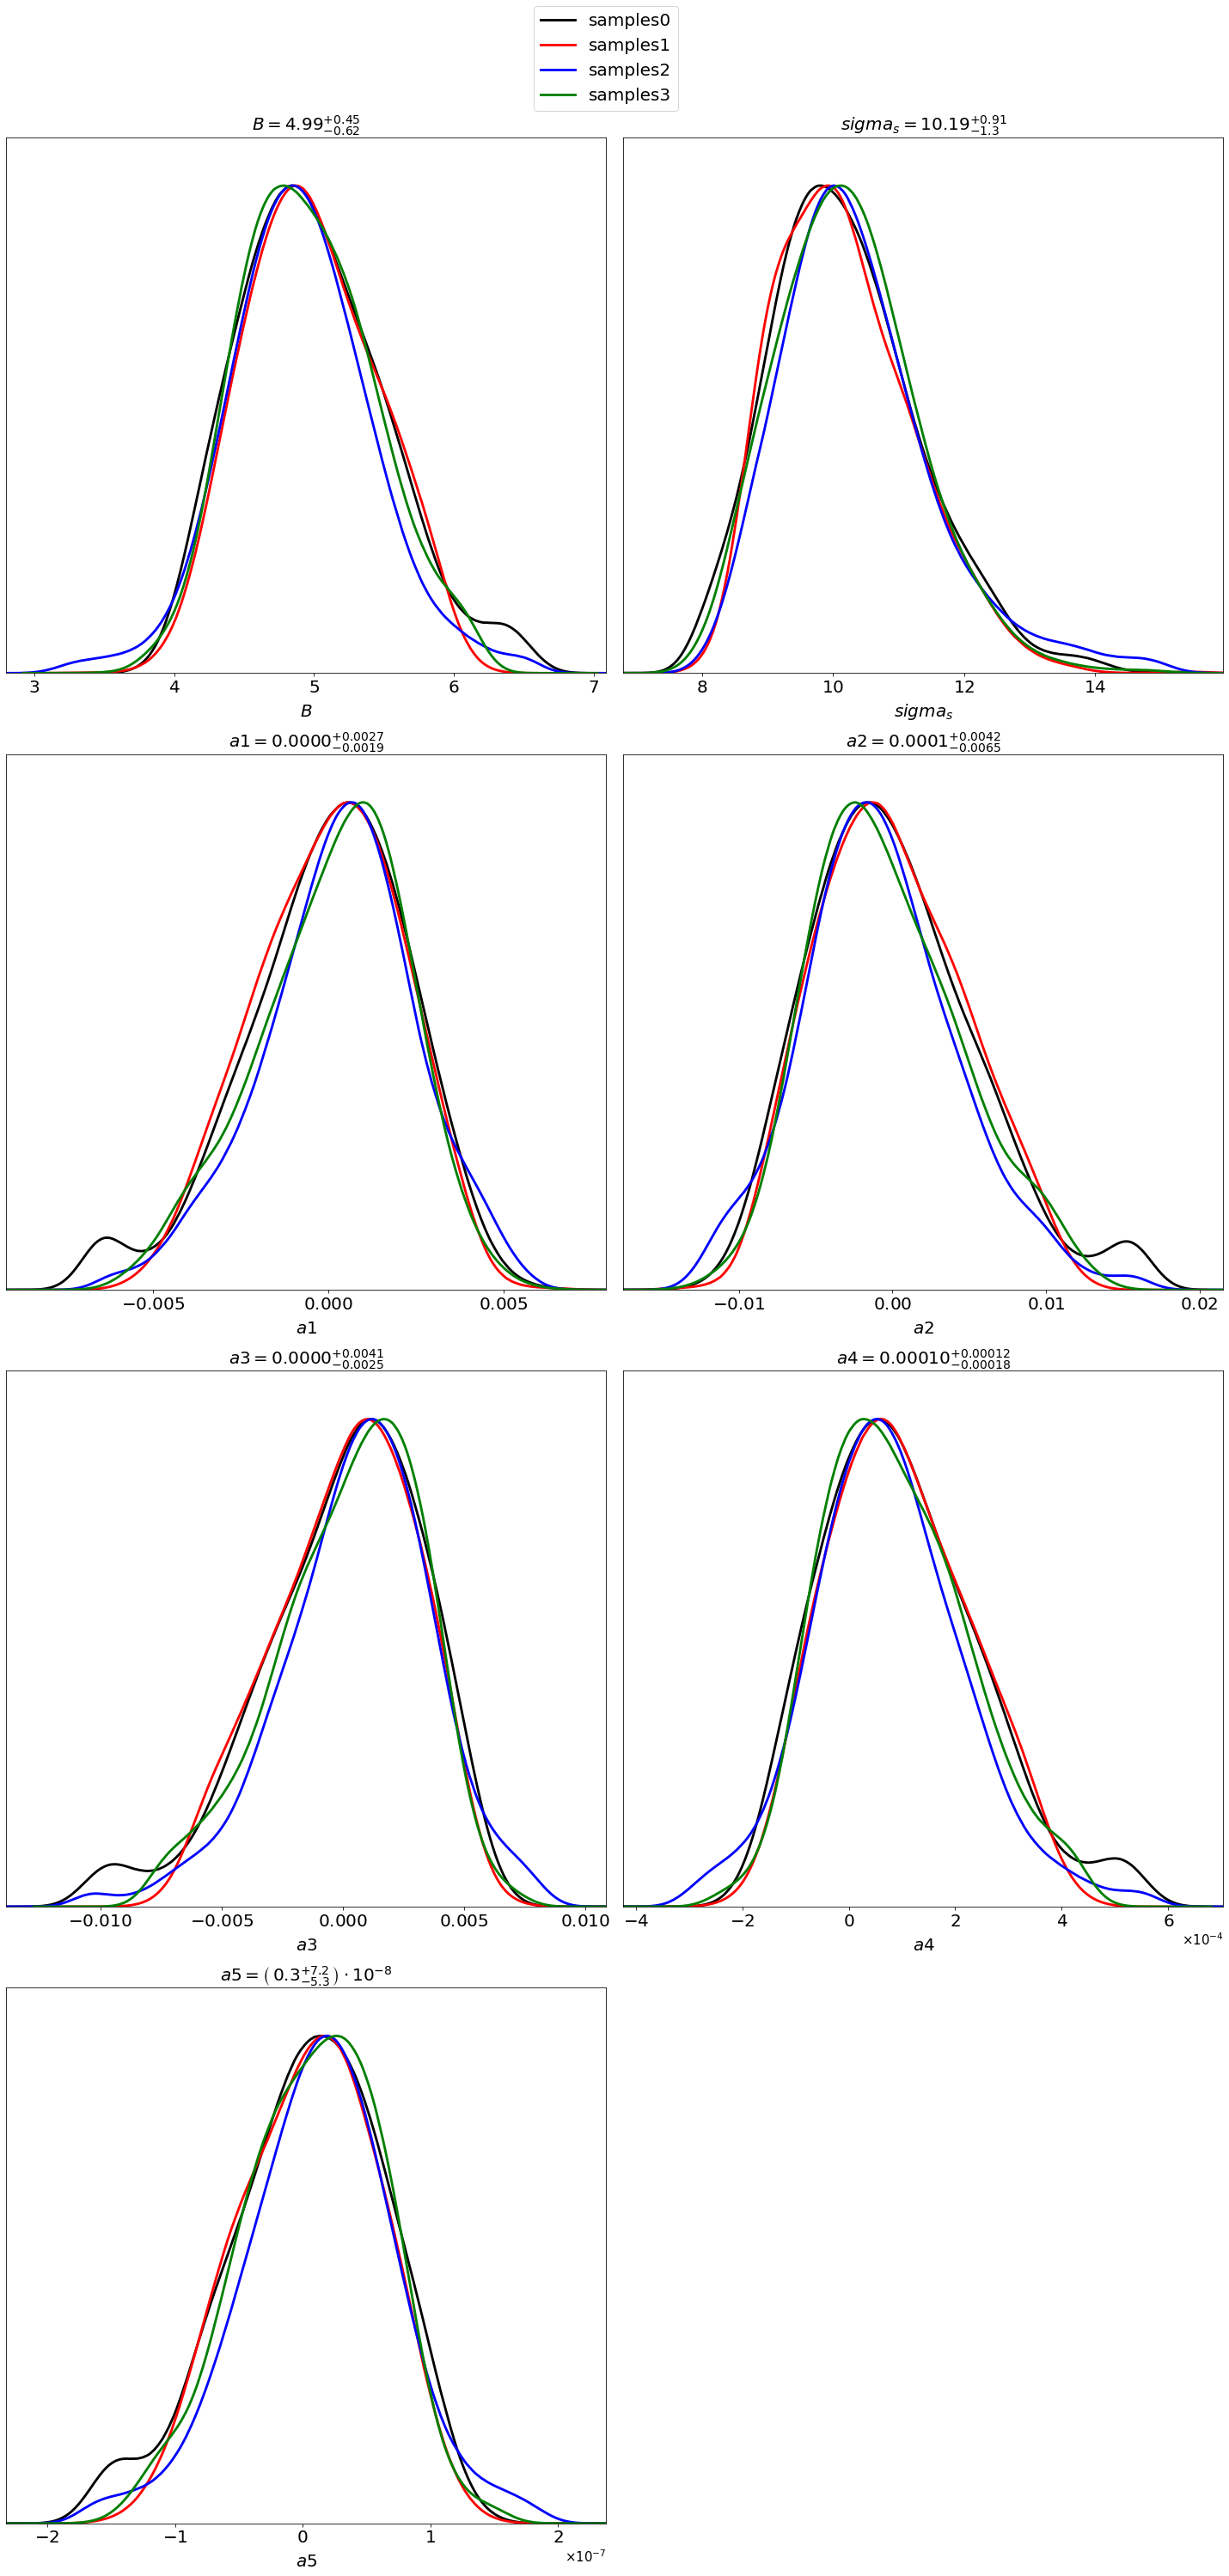 samples0
samples1
samples2
samples3
B = 4.99^{+0.45}_{-0.62}
sigma_s = 10.19^{+0.91}_{-1.3}
3 4 5 6 7
8 10 12 14
B
sigma_s
a1 = 0.0000^{+0.0027}_{-0.0019}
a2 = 0.0001^{+0.0042}_{-0.0065}
−0.005 0.000 0.005
−0.01 0.00 0.01 0.02
a1
a2
a3 = 0.0000^{+0.0041}_{-0.0025}
a4 = 0.00010^{+0.00012}_{-0.00018}
−0.010 −0.005 0.000 0.005 0.010
−4 −2 0 2 4 6
×10^{−4}
a3
a4
a5 = (0.3^{+7.2}_{-5.3}) · 10^{−8}
−2 −1 0 1 2
×10^{−7}
a5